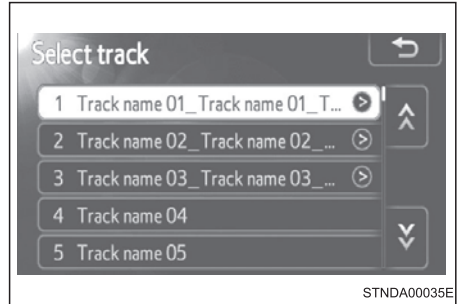 Select track
1 Track name 01_Track name 01_T...
2 Track name 02_Track name 02_...
3 Track name 03_Track name 03_...
4 Track name 04
5 Track name 05
STNDA00035E